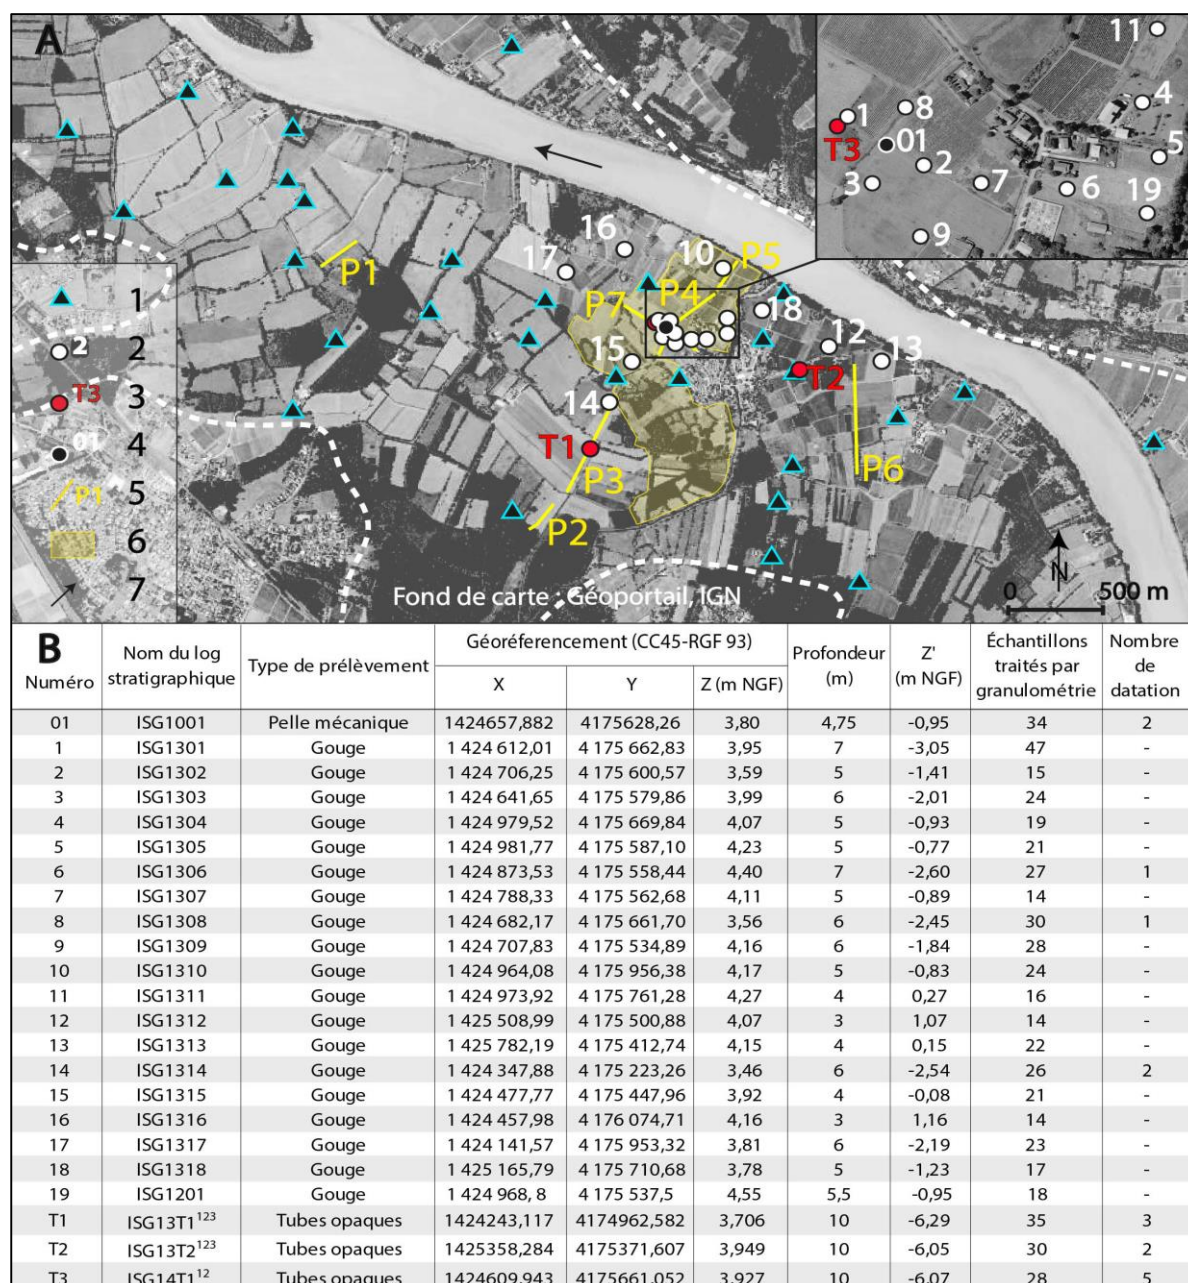 A
11
4
8
1
01
T3
2
5
3
7
6
19
9
16
10
P5
17
P1
P4
P7
18
12
15
13
T2
14
T1
P3
P6
P2
1
2 2
T3 3
01 4
P1 5
6
7
N
0 500 m
Fond de carte : Géoportail, IGN
B
Numéro Nom du log stratigraphique Type de prélèvement Géoréferencement (CC45-RGF 93) X Y Z (m NGF) Profondeur (m) Z' (m NGF) Échantillons traités par granulométrie Nombre de datation
01 ISG1001 Pelle mécanique 1424657,882 4175628,26 3,80 4,75 -0,95 34 2
1 ISG1301 Gouge 1 424 612,01 4 175 662,83 3,95 7 -3,05 47 -
2 ISG1302 Gouge 1 424 706,25 4 175 600,57 3,59 5 -1,41 15 -
3 ISG1303 Gouge 1 424 641,65 4 175 579,86 3,99 6 -2,01 24 -
4 ISG1304 Gouge 1 424 979,52 4 175 669,84 4,07 5 -0,93 19 -
5 ISG1305 Gouge 1 424 981,77 4 175 587,10 4,23 5 -0,77 21 -
6 ISG1306 Gouge 1 424 873,53 4 175 558,44 4,40 7 -2,60 27 1
7 ISG1307 Gouge 1 424 788,33 4 175 562,68 4,11 5 -0,89 14 -
8 ISG1308 Gouge 1 424 682,17 4 175 661,70 3,56 6 -2,45 30 1
9 ISG1309 Gouge 1 424 707,83 4 175 534,89 4,16 6 -1,84 28 -
10 ISG1310 Gouge 1 424 964,08 4 175 956,38 4,17 5 -0,83 24 -
11 ISG1311 Gouge 1 424 973,92 4 175 761,28 4,27 4 0,27 16 -
12 ISG1312 Gouge 1 425 508,99 4 175 500,88 4,07 3 1,07 14 -
13 ISG1313 Gouge 1 425 782,19 4 175 412,74 4,15 4 0,15 22 -
14 ISG1314 Gouge 1 424 347,88 4 175 223,26 3,46 6 -2,54 26 2
15 ISG1315 Gouge 1 424 477,77 4 175 447,96 3,92 4 -0,08 21 -
16 ISG1316 Gouge 1 424 457,98 4 176 074,71 4,16 3 1,16 14 -
17 ISG1317 Gouge 1 424 141,57 4 175 953,32 3,81 6 -2,19 23 -
18 ISG1318 Gouge 1 425 165,79 4 175 710,68 3,78 5 -1,23 17 -
19 ISG1201 Gouge 1 424 968, 8 4 175 537,5 4,55 5,5 -0,95 18 -
T1 ISG13T1¹²³ Tubes opaques 1424243,117 4174962,582 3,706 10 -6,29 35 3
T2 ISG13T2¹²³ Tubes opaques 1425358,284 4175371,607 3,949 10 -6,05 30 2
T3 ISG14T1¹² Tubes opaques 1424609,943 4175661,052 3,927 10 -6,07 28 5